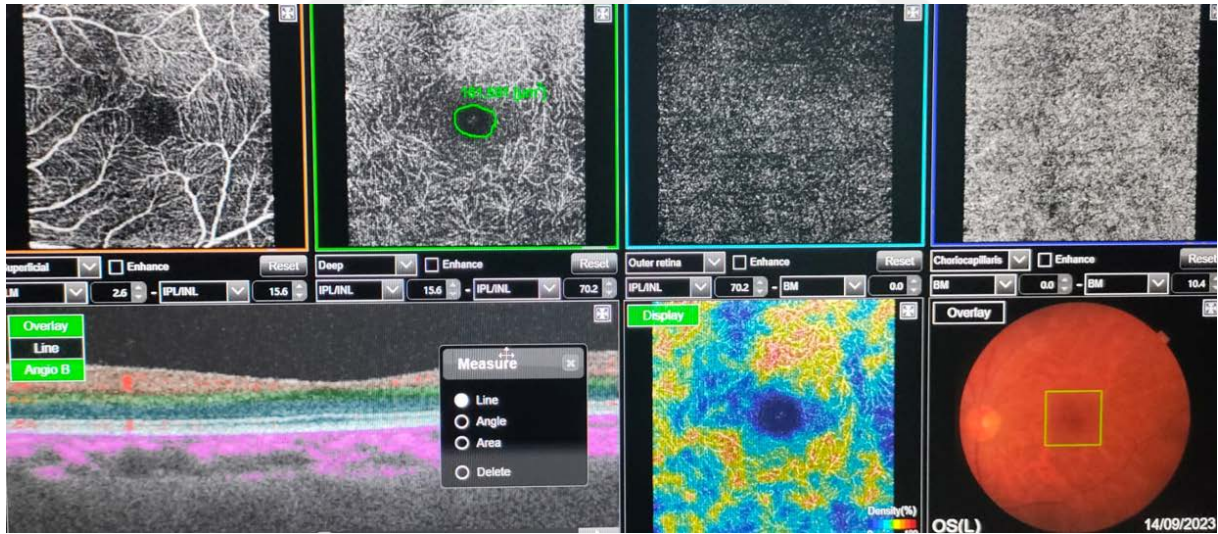 Superficial
Enhance
Reset
2.6
-
IPL/INL
15.6
Deep
Enhance
Reset
IPL/INL
15.6
-
IPL/INL
70.2
Outer retina
Enhance
Reset
IPL/INL
70.2
-
BM
0.0
Choriocapillaris
Enhance
Reset
BM
0.0
-
BM
10.4
Overlay
Line
Angio B
Measure
Line
Angle
Area
Delete
Display
Density(%)
Overlay
OS(L)
14/09/2023